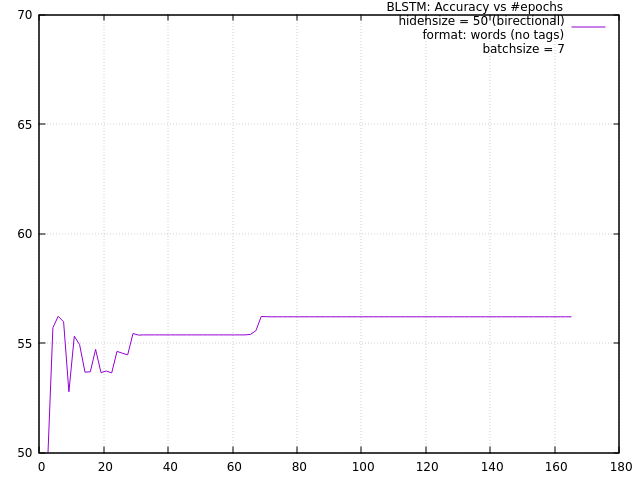 BLSTM: Accuracy vs #epochs
hidehsize = 50 (birectional)
format: words (no tags)
batchsize = 7
70
65
60
55
50
0 20 40 60 80 100 120 140 160 180